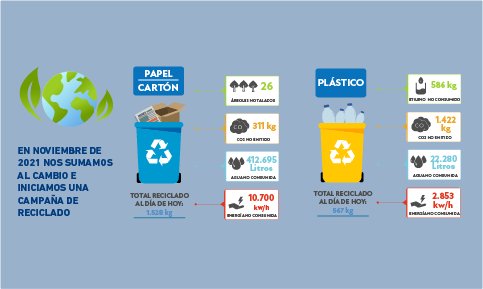 EN NOVIEMBRE DE
2021 NOS SUMAMOS
AL CAMBIO E
INICIAMOS UNA
CAMPAÑA DE
RECICLADO
PAPEL
CARTÓN
26
ÁRBOLES NO TALADOS
311 kg
CO2 NO EMITIDO
412.695
Litros
AGUA NO CONSUMIDA
TOTAL RECICLADO
AL DÍA DE HOY:
1.529 kg
10.700
kw/h
ENERGÍA NO CONSUMIDA
PLÁSTICO
586 kg
ETILENO NO CONSUMIDO
1.422
kg
CO2 NO EMITIDO
22.280
Litros
AGUA NO CONSUMIDA
TOTAL RECICLADO
AL DÍA DE HOY:
567 kg
2.853
kw/h
ENERGÍA NO CONSUMIDA